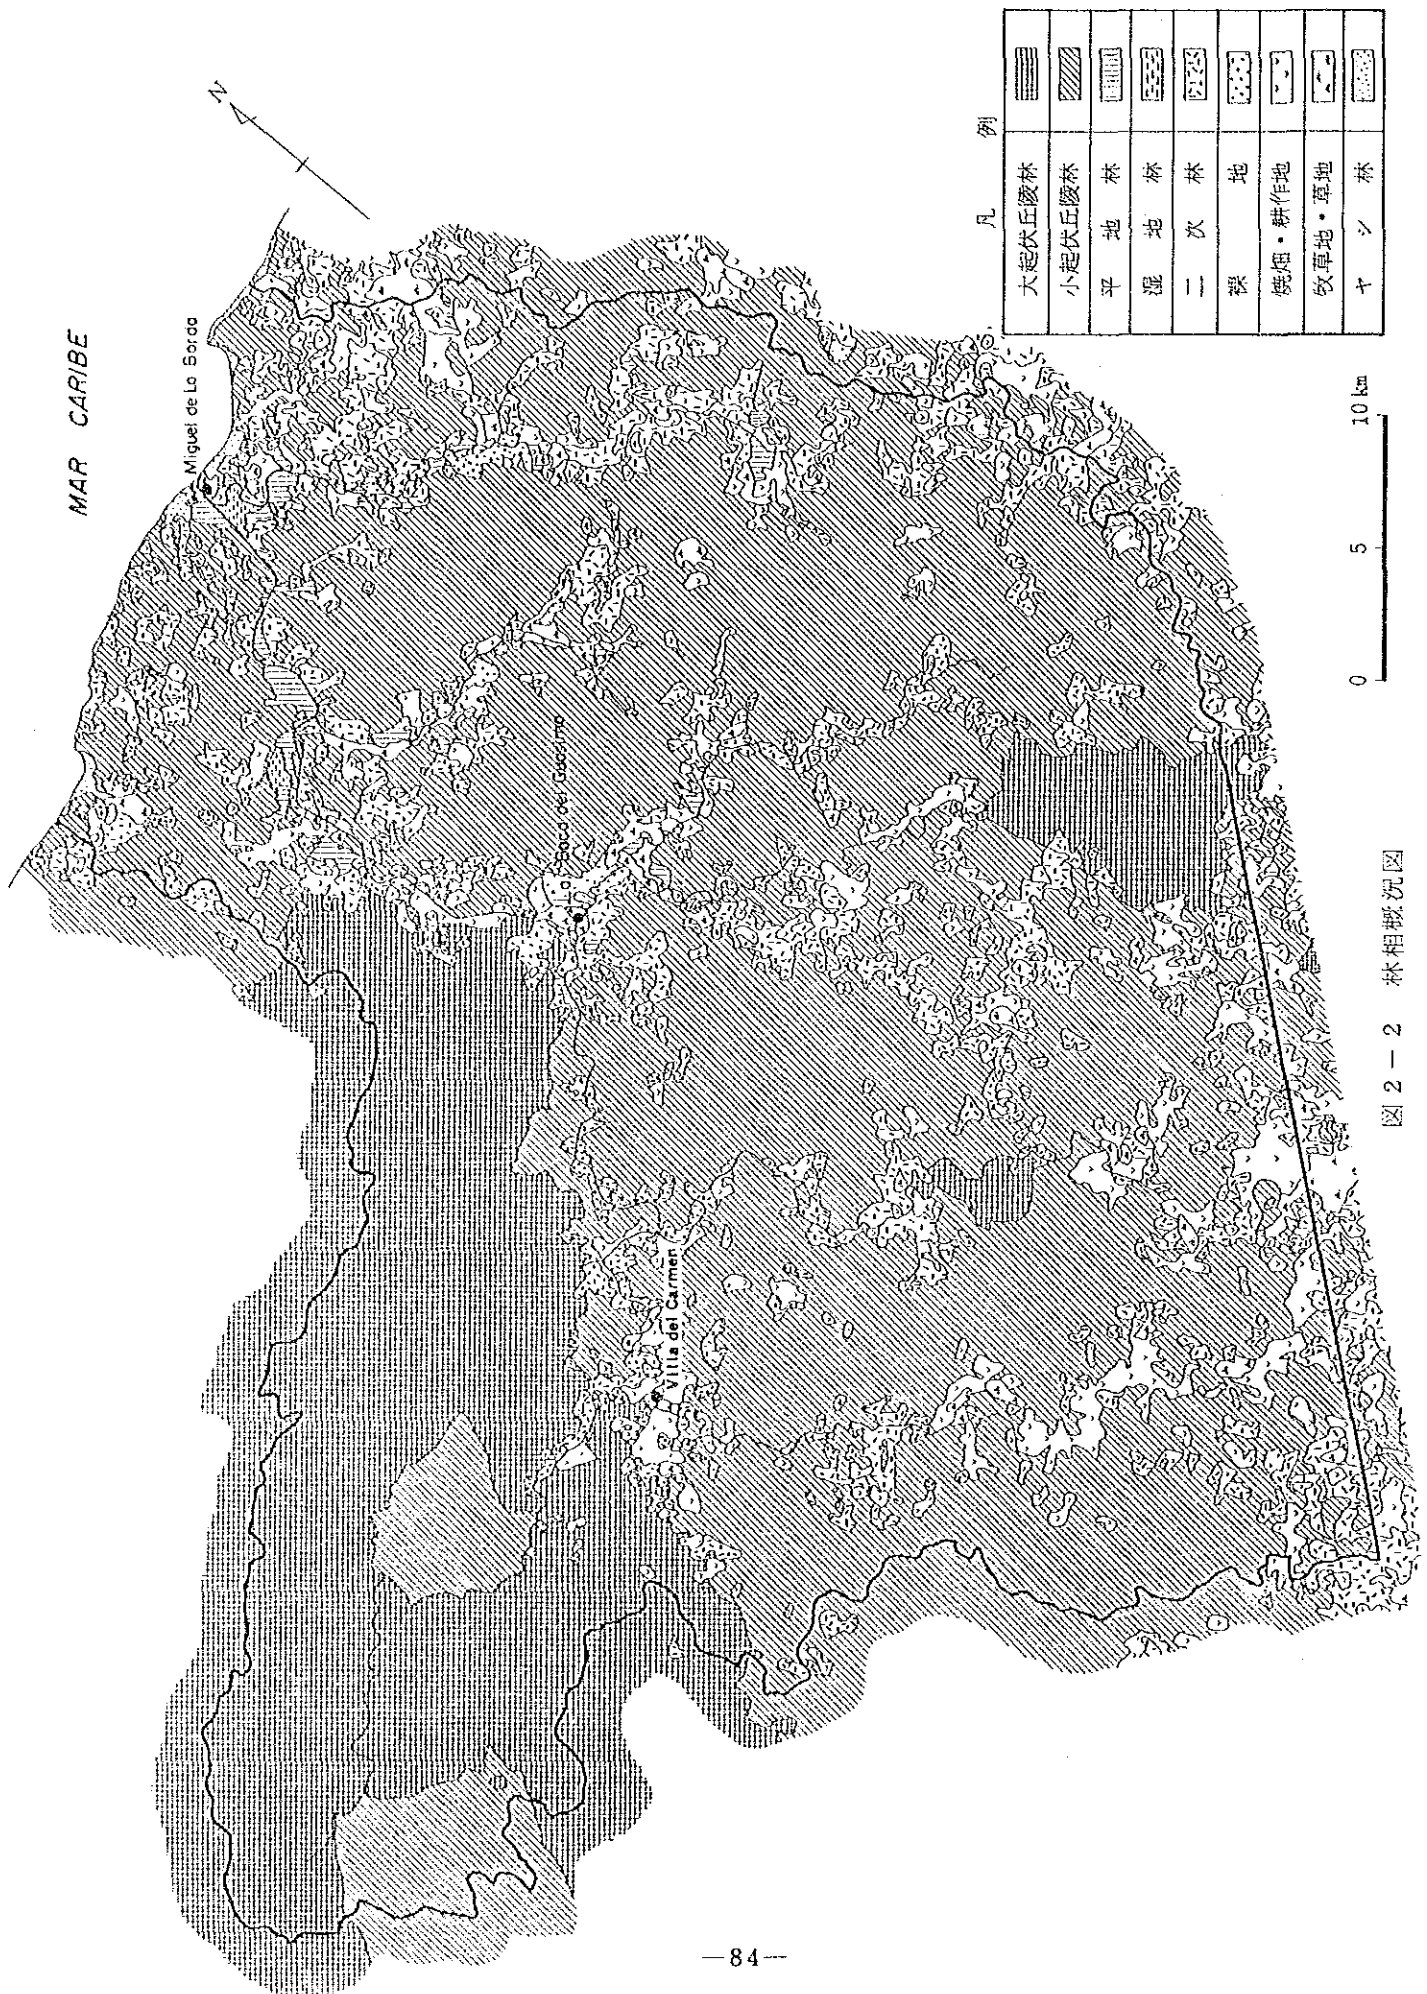 MAR CARIBE
N
Miguel de Lo Borda
Boca del Guasimo
Villa del Carmen
凡例
大起伏丘陵林
小起伏丘陵林
平地林
湿地林
二次林
裸地
焼畑・耕作地
牧草地・草地
ヤシ林
0 5 10km
図2-2 林相概況図
—84—